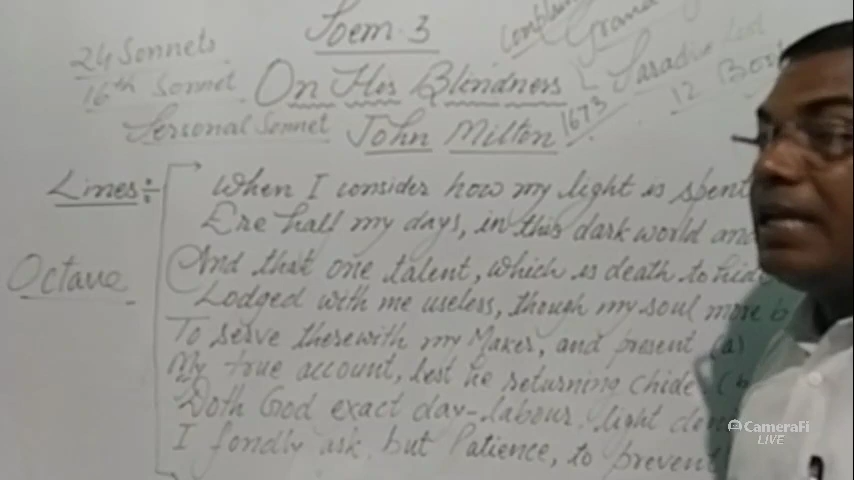 Poem. 3
24 Sonnets
16th Sonnet
On His Blindness
Personal Sonnet
John Milton
1673
Paradise Lost
12 Boo
Lines:-
Octave
When I consider how my light is spent
Ere half my days, in this dark world and
And that one talent, which is death to hid
Lodged with me useless, though my soul more b
To serve therewith my Maker, and present (a)
My true account, lest he returning chide (b
Doth God exact day-labour, light den
I fondly ask but Patience, to prevent
CameraFi
LIVE